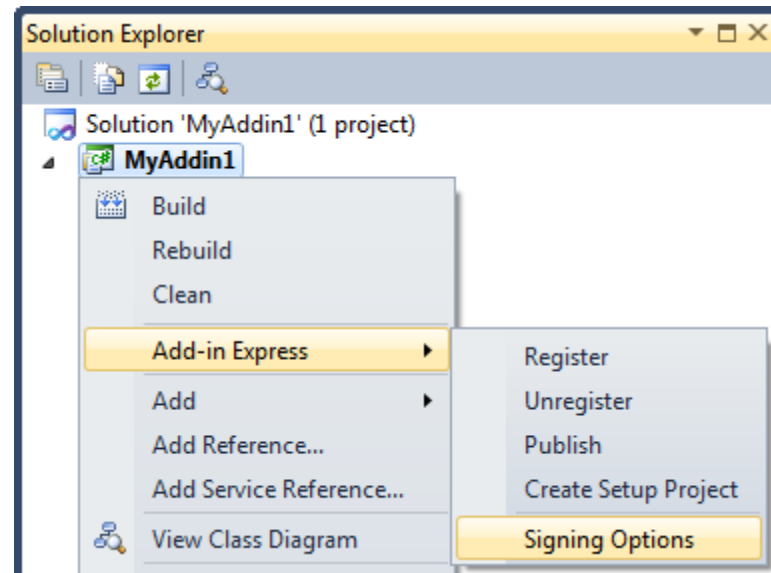 Solution Explorer
Solution 'MyAddin1' (1 project)
C# MyAddin1
Build
Rebuild
Clean
Add-in Express
Register
Add
Unregister
Add Reference...
Publish
Add Service Reference...
Create Setup Project
View Class Diagram
Signing Options